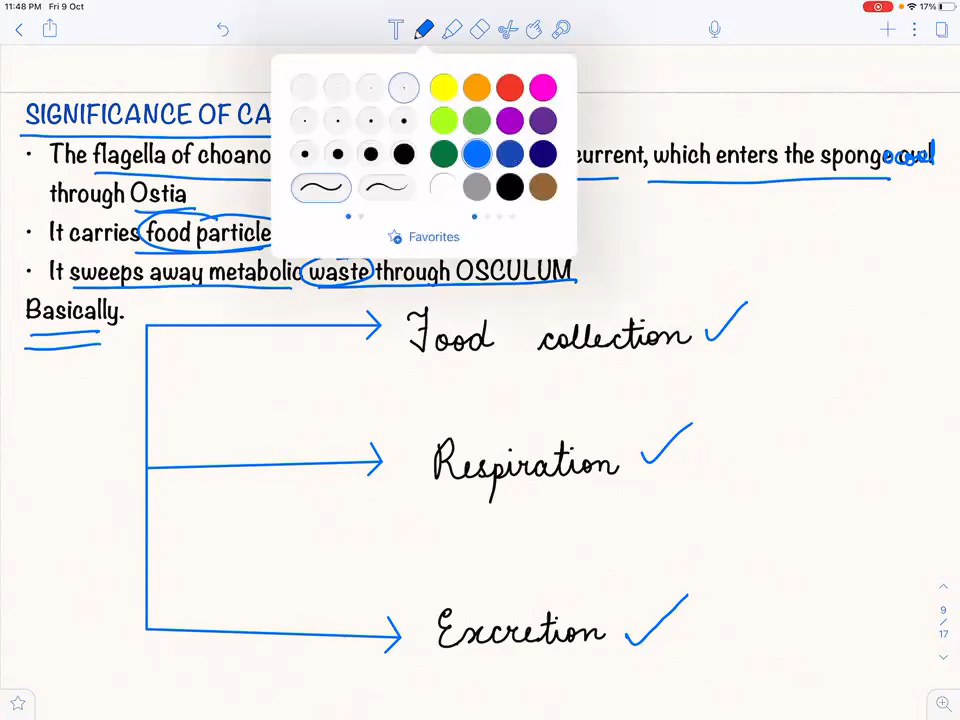 11:48 PM Fri 9 Oct
17%
T
Favorites
SIGNIFICANCE OF CA
• The flagella of choano current, which enters the sponge
through Ostia
• It carries food particle
• It sweeps away metabolic waste through OSCULUM
Basically.
Food collection
Respiration
Excretion
9
/
17